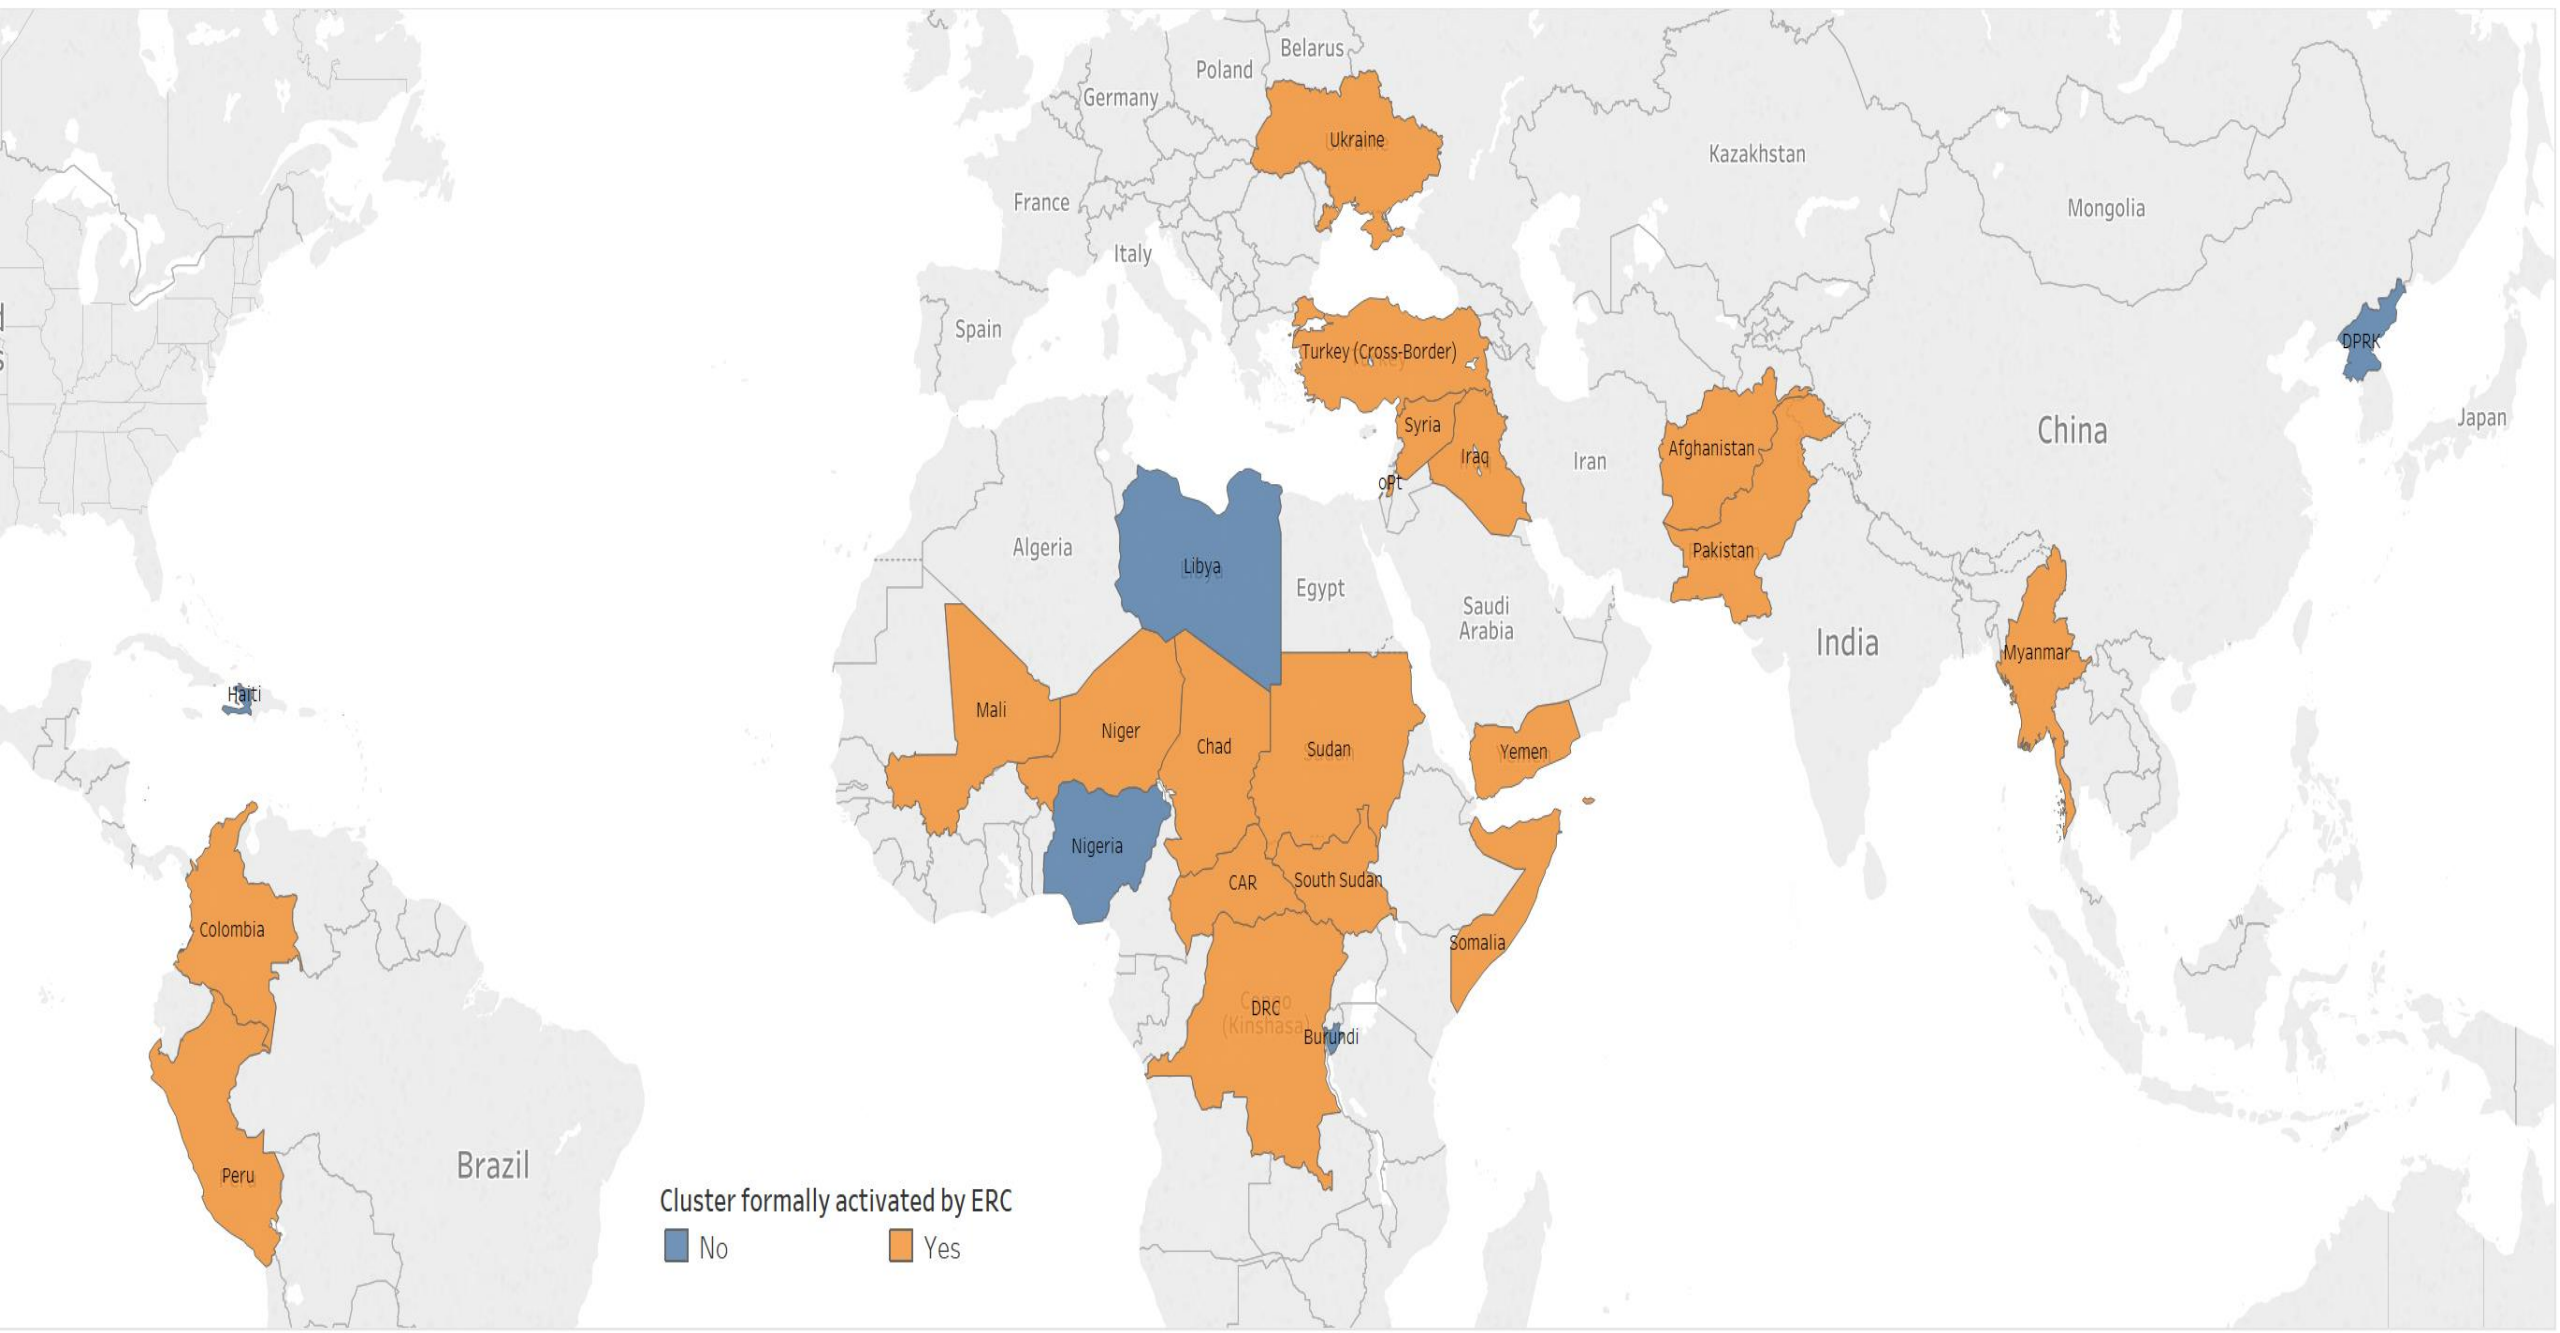 Belarus
Poland
Germany
Ukraine
Kazakhstan
France
Mongolia
Italy
Spain
Turkey (Cross-Border)
DPRK
Japan
China
Syria
Afghanistan
Iraq
Iran
oPt
Algeria
Libya
Pakistan
Egypt
Saudi
Arabia
India
Myanmar
Haiti
Mali
Niger
Chad
Sudan
Yemen
Nigeria
CAR
South Sudan
Colombia
Somalia
Congo
DRC
(Kinshasa)
Burundi
Brazil
Peru
Cluster formally activated by ERC
No
Yes